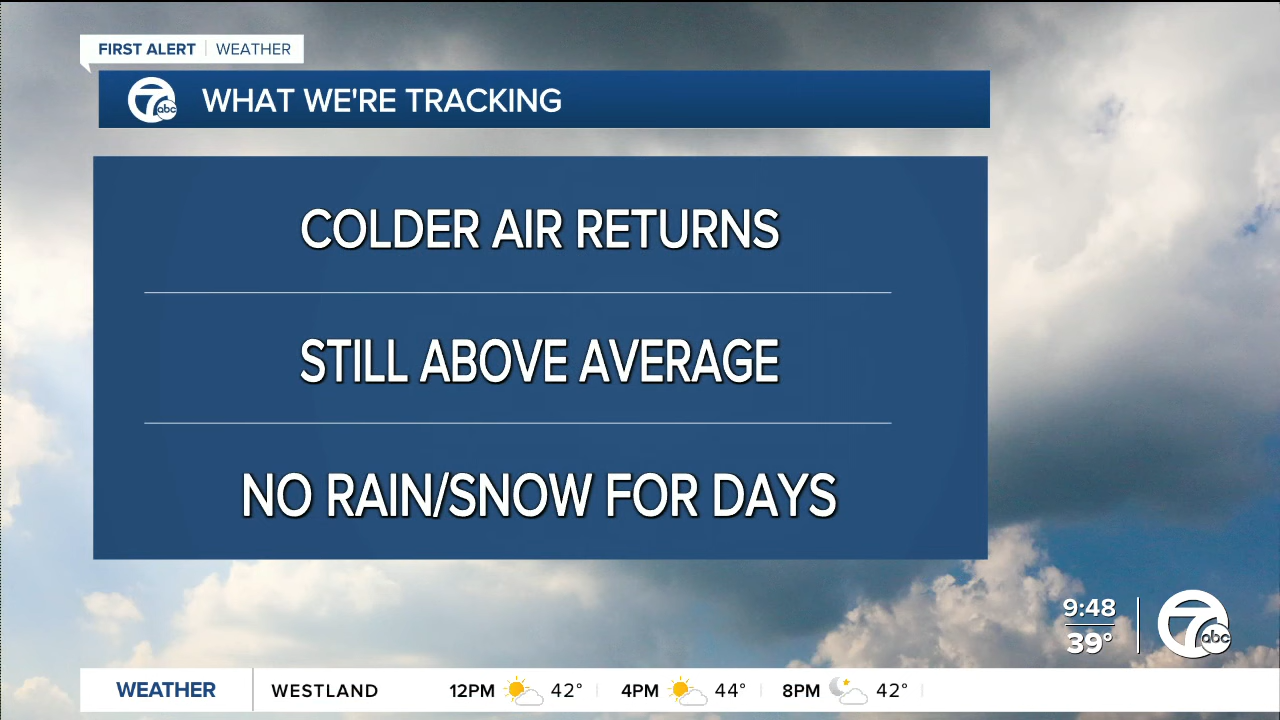 FIRST ALERT | WEATHER
7 abc WHAT WE'RE TRACKING
COLDER AIR RETURNS
STILL ABOVE AVERAGE
NO RAIN/SNOW FOR DAYS
9:48
39°
7 abc
WEATHER WESTLAND 12PM 42° 4PM 44° 8PM 42°